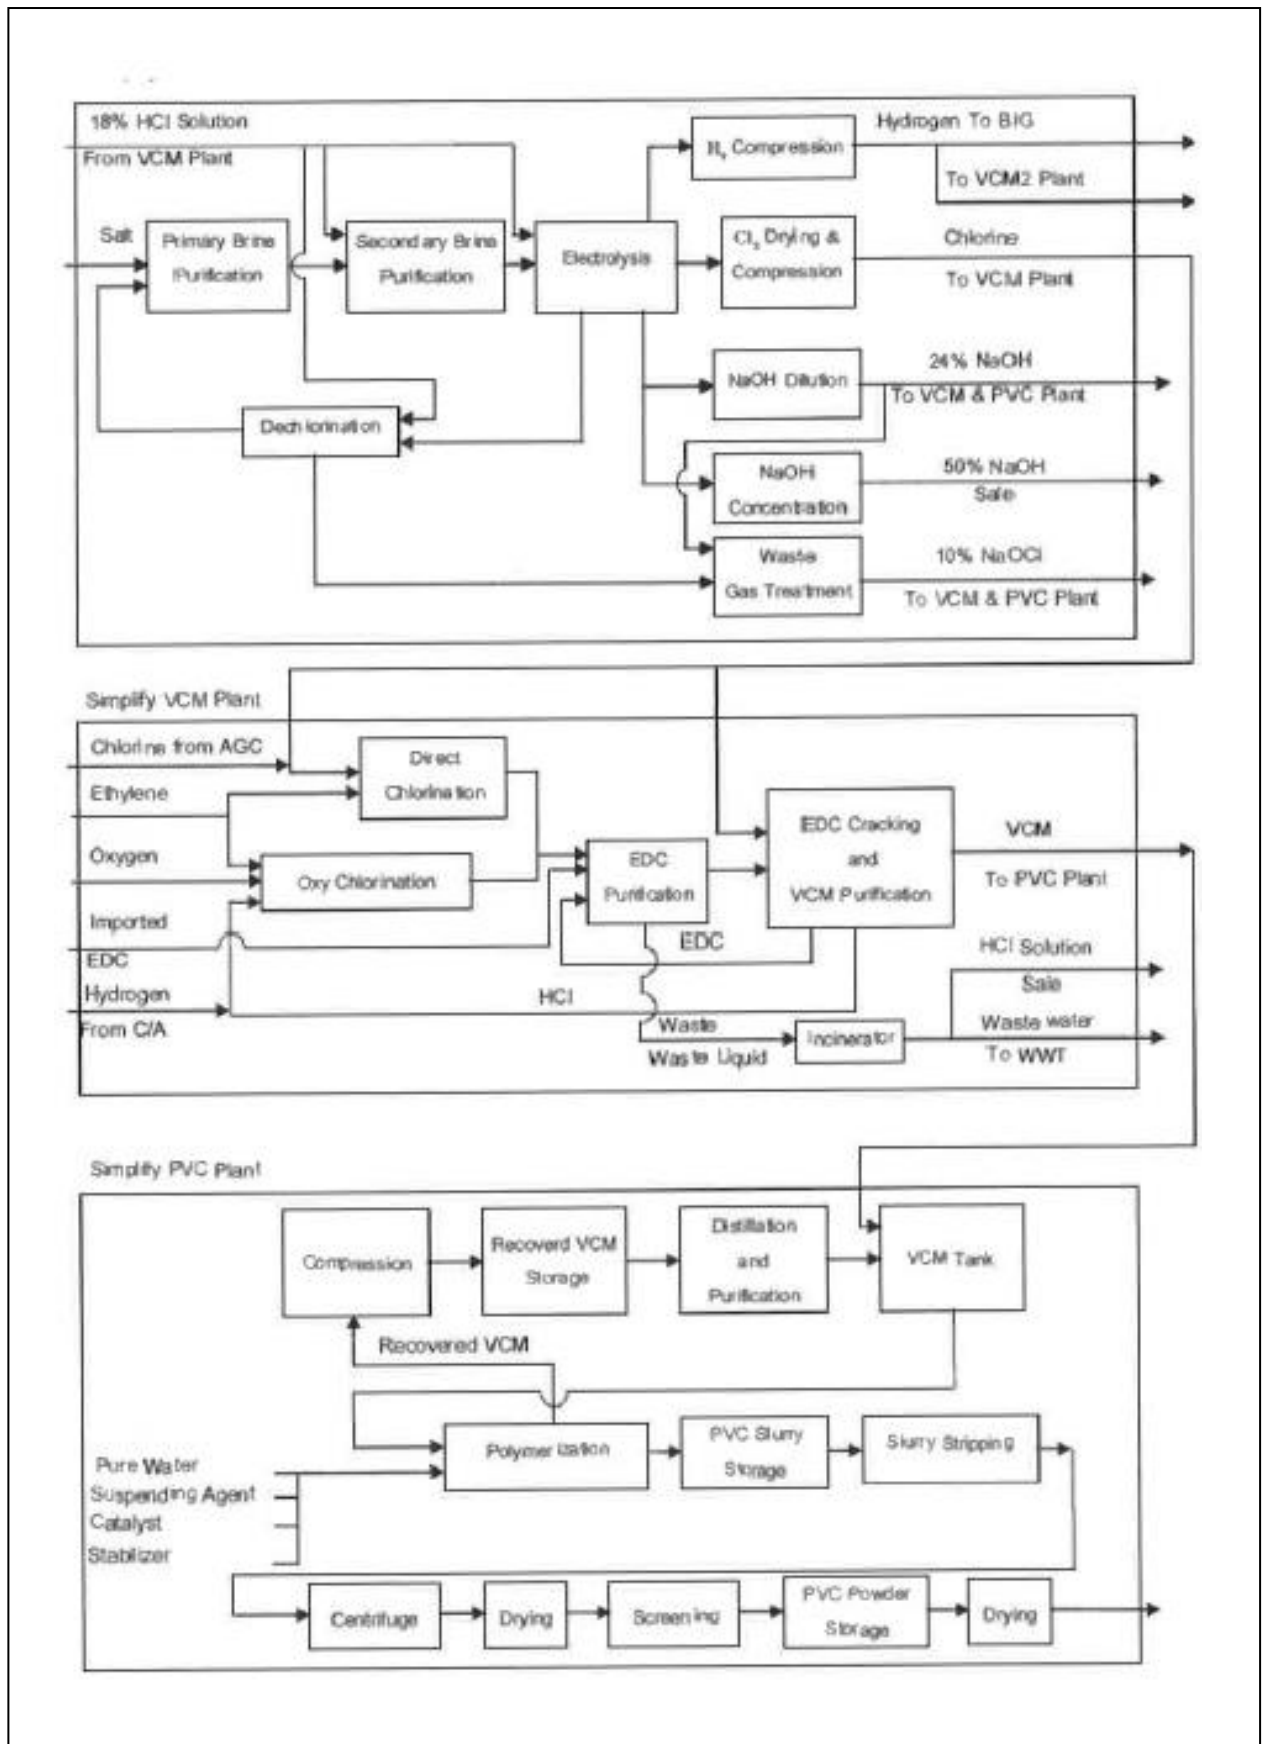 18% HCl Solution
From VCM Plant
Salt
Primary Brine
Purification
Secondary Brine
Purification
Electrolysis
H₂ Compression
Hydrogen To BIG
To VCM2 Plant
Cl₂ Drying &
Compression
Chlorine
To VCM Plant
NaOH Dilution
24% NaOH
To VCM & PVC Plant
Dechlorination
NaOH
Concentration
50% NaOH
Sale
Waste
Gas Treatment
10% NaOCl
To VCM & PVC Plant
Simplify VCM Plant
Chlorine from AGC
Ethylene
Oxygen
Imported
EDC
Hydrogen
From C/A
Direct
Chlorination
Oxy Chlorination
EDC
Purification
EDC
HCl
EDC Cracking
and
VCM Purification
VCM
To PVC Plant
HCl Solution
Sale
Waste
Waste Liquid
Incinerator
Waste water
To WWT
Simplify PVC Plant
Compression
Recoverd VCM
Storage
Distillation
and
Purification
VCM Tank
Recovered VCM
Polymerization
PVC Slurry
Storage
Slurry Stripping
Pure Water
Suspending Agent
Catalyst
Stabilizer
Centrifuge
Drying
Screening
PVC Powder
Storage
Drying